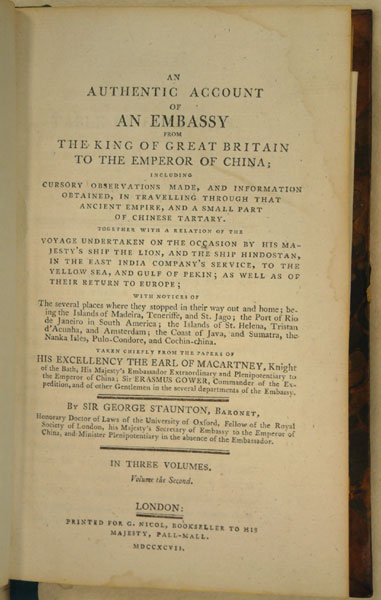 AN
AUTHENTIC ACCOUNT
OF
AN EMBASSY
FROM
THE KING OF GREAT BRITAIN
TO THE EMPEROR OF CHINA;
INCLUDING
CURSORY OBSERVATIONS MADE, AND INFORMATION
OBTAINED, IN TRAVELLING THROUGH THAT
ANCIENT EMPIRE, AND A SMALL PART
OF CHINESE TARTARY.
TOGETHER WITH A RELATION OF THE
VOYAGE UNDERTAKEN ON THE OCCASION BY HIS MA-
JESTY'S SHIP THE LION, AND THE SHIP HINDOSTAN,
IN THE EAST INDIA COMPANY'S SERVICE, TO THE
YELLOW SEA, AND GULF OF PEKIN; AS WELL AS OF
THEIR RETURN TO EUROPE;
WITH NOTICES OF
The several places where they stopped in their way out and home; be-
ing the Islands of Madeira, Teneriffe, and St. Jago; the Port of Rio
de Janeiro in South America; the Islands of St. Helena, Tristan
d'Acunha, and Amsterdam; the Coast of Java, and Sumatra, the
Nanka Isles, Pulo-Condore, and Cochin-china.
TAKEN CHIEFLY FROM THE PAPERS OF
HIS EXCELLENCY THE EARL OF MACARTNEY, Knight
of the Bath, His Majesty's Embassador Extraordinary and Plenipotentiary to
the Emperor of China; Sir ERASMUS GOWER, Commander of the Ex-
pedition, and of other Gentlemen in the several departments of the Embassy.
By SIR GEORGE STAUNTON, BARONET,
Honorary Doctor of Laws of the University of Oxford, Fellow of the Royal
Society of London, his Majesty's Secretary of Embassy to the Emperor of
China, and Minister Plenipotentiary in the absence of the Embassador.
IN THREE VOLUMES.
Volume the Second.
LONDON:
PRINTED FOR G. NICOL, BOOKSELLER TO HIS
MAJESTY, PALL-MALL.
MDCCXCVII.